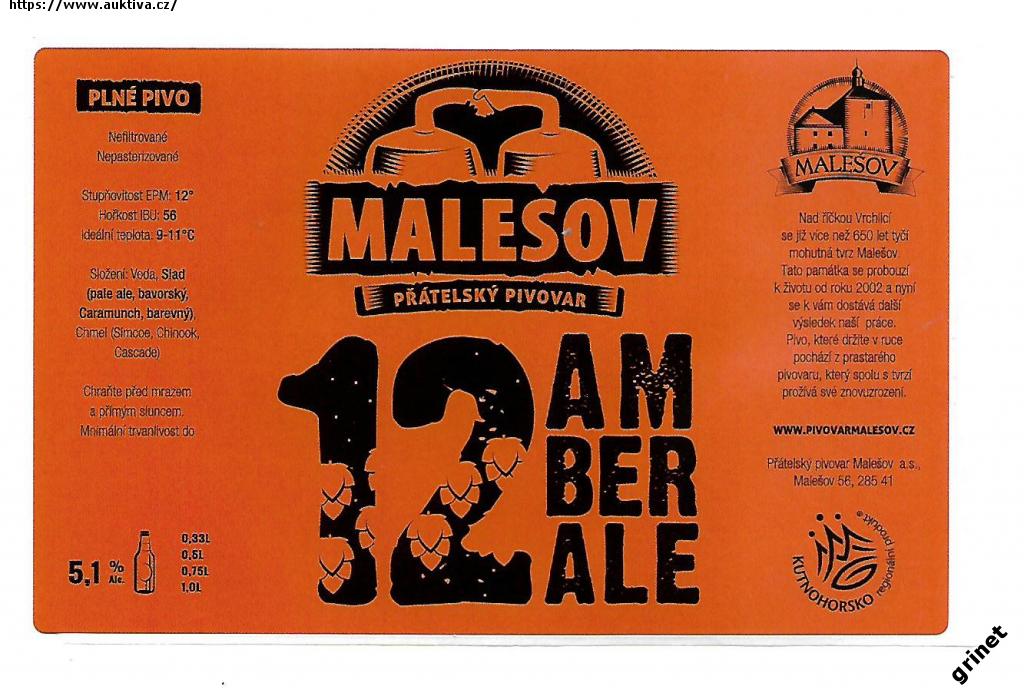 https://www.auktiva.cz/
PLNÉ PIVO
Nefiltrované
Nepasterizované
Stupňovitost EPM: 12°
Hořkost IBU: 56
Ideální teplota: 9-11°C
Složení: Voda, Slad
(pale ale, bavorský,
Caramunch, barevný),
Chmel (Simcoe, Chinook,
Cascade)
Chraňte před mrazem
a přímým sluncem.
Minimální trvanlivost do
5,1 % Alc.
0,33L
0,5L
0,75L
1,0L
MALESOV
PŘÁTELSKÝ PIVOVAR
12
AM
BER
ALE
MALEŠOV
Nad říčkou Vrchlicí
se již více než 650 let tyčí
mohutná tvrz Malešov.
Tato památka se probouzí
k životu od roku 2002 a nyní
se k vám dostává další
výsledek naší práce.
Pivo, které držíte v ruce
pochází z prastarého
pivovaru, který spolu s tvrzí
prožívá své znovuzrození.
WWW.PIVOVARMALESOV.CZ
Přátelský pivovar Malešov a.s.,
Malešov 56, 285 41
KUTNOHORSKO regionální produkt®
grinet